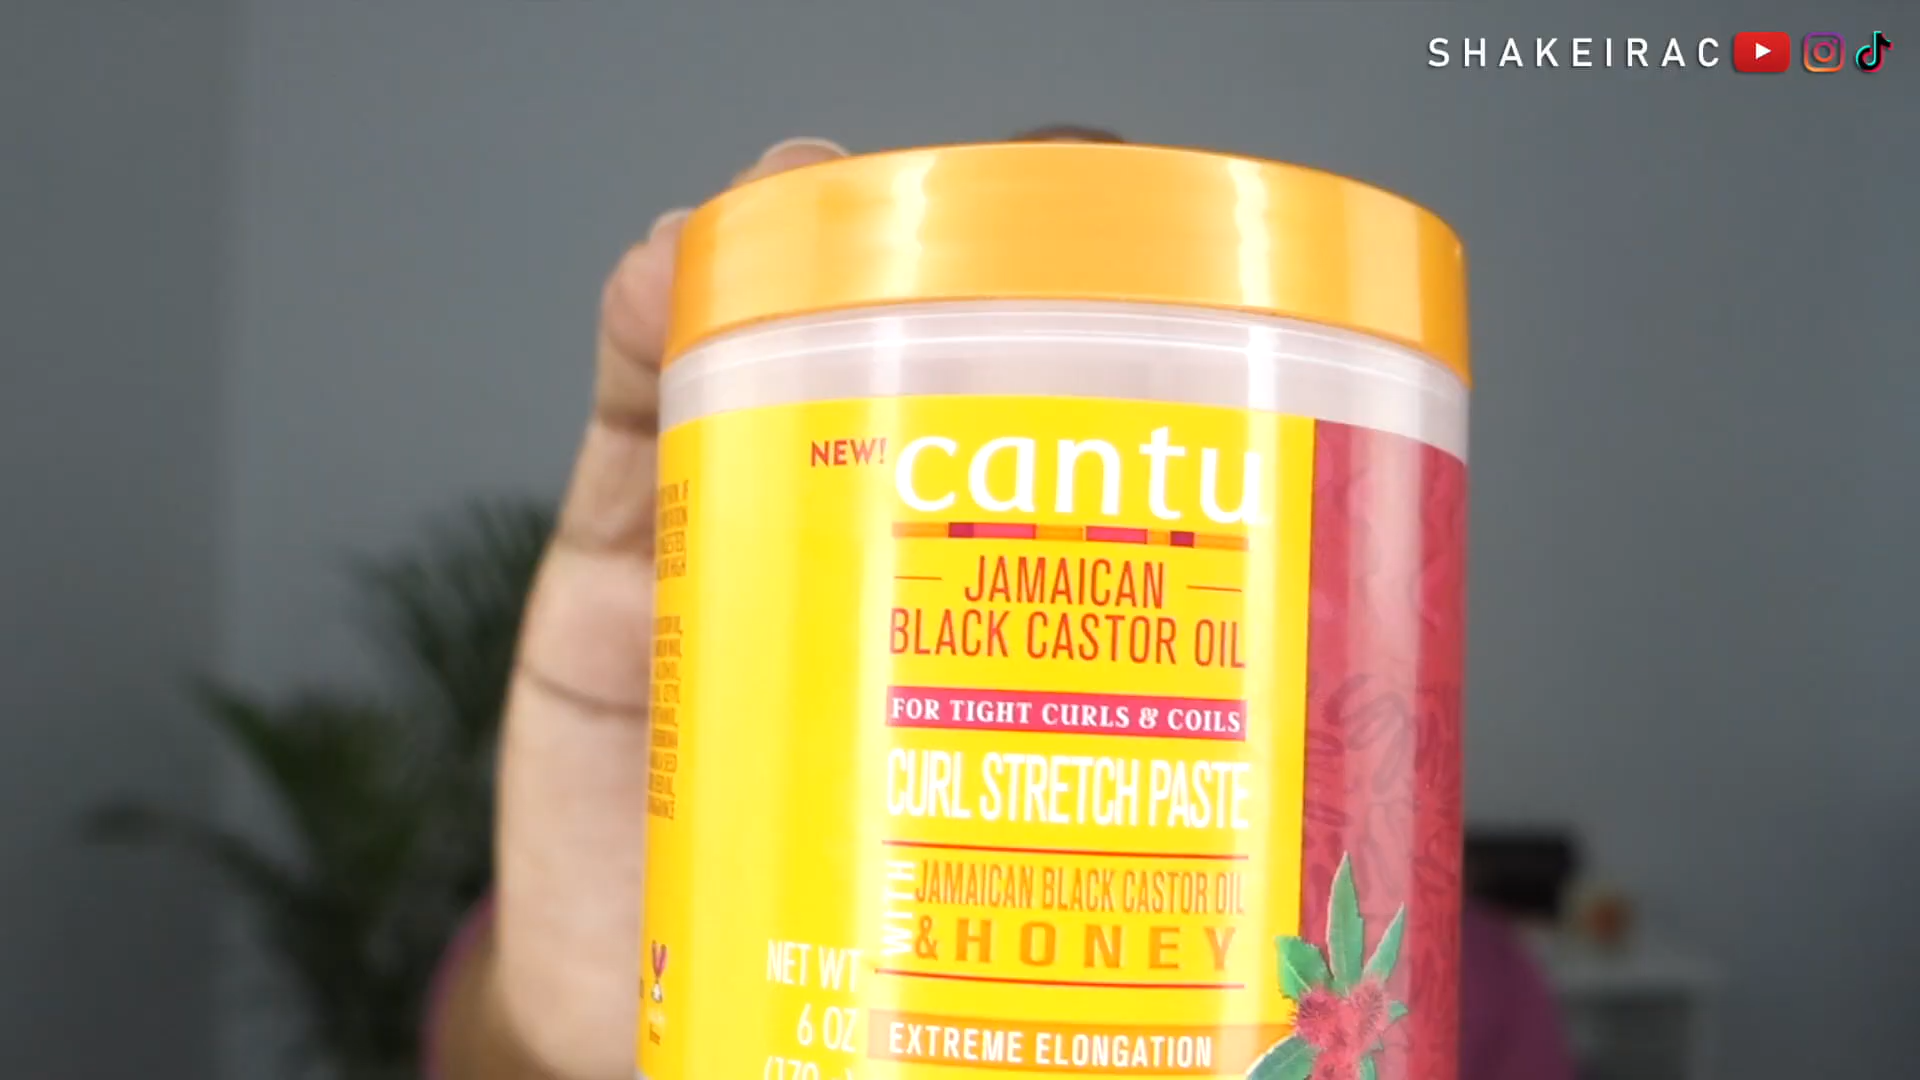 SHAKEIRAC
NEW!
cantu
JAMAICAN
BLACK CASTOR OIL
FOR TIGHT CURLS & COILS
CURL STRETCH PASTE
WITH
JAMAICAN BLACK CASTOR OIL
& HONEY
NET WT
6 OZ
EXTREME ELONGATION